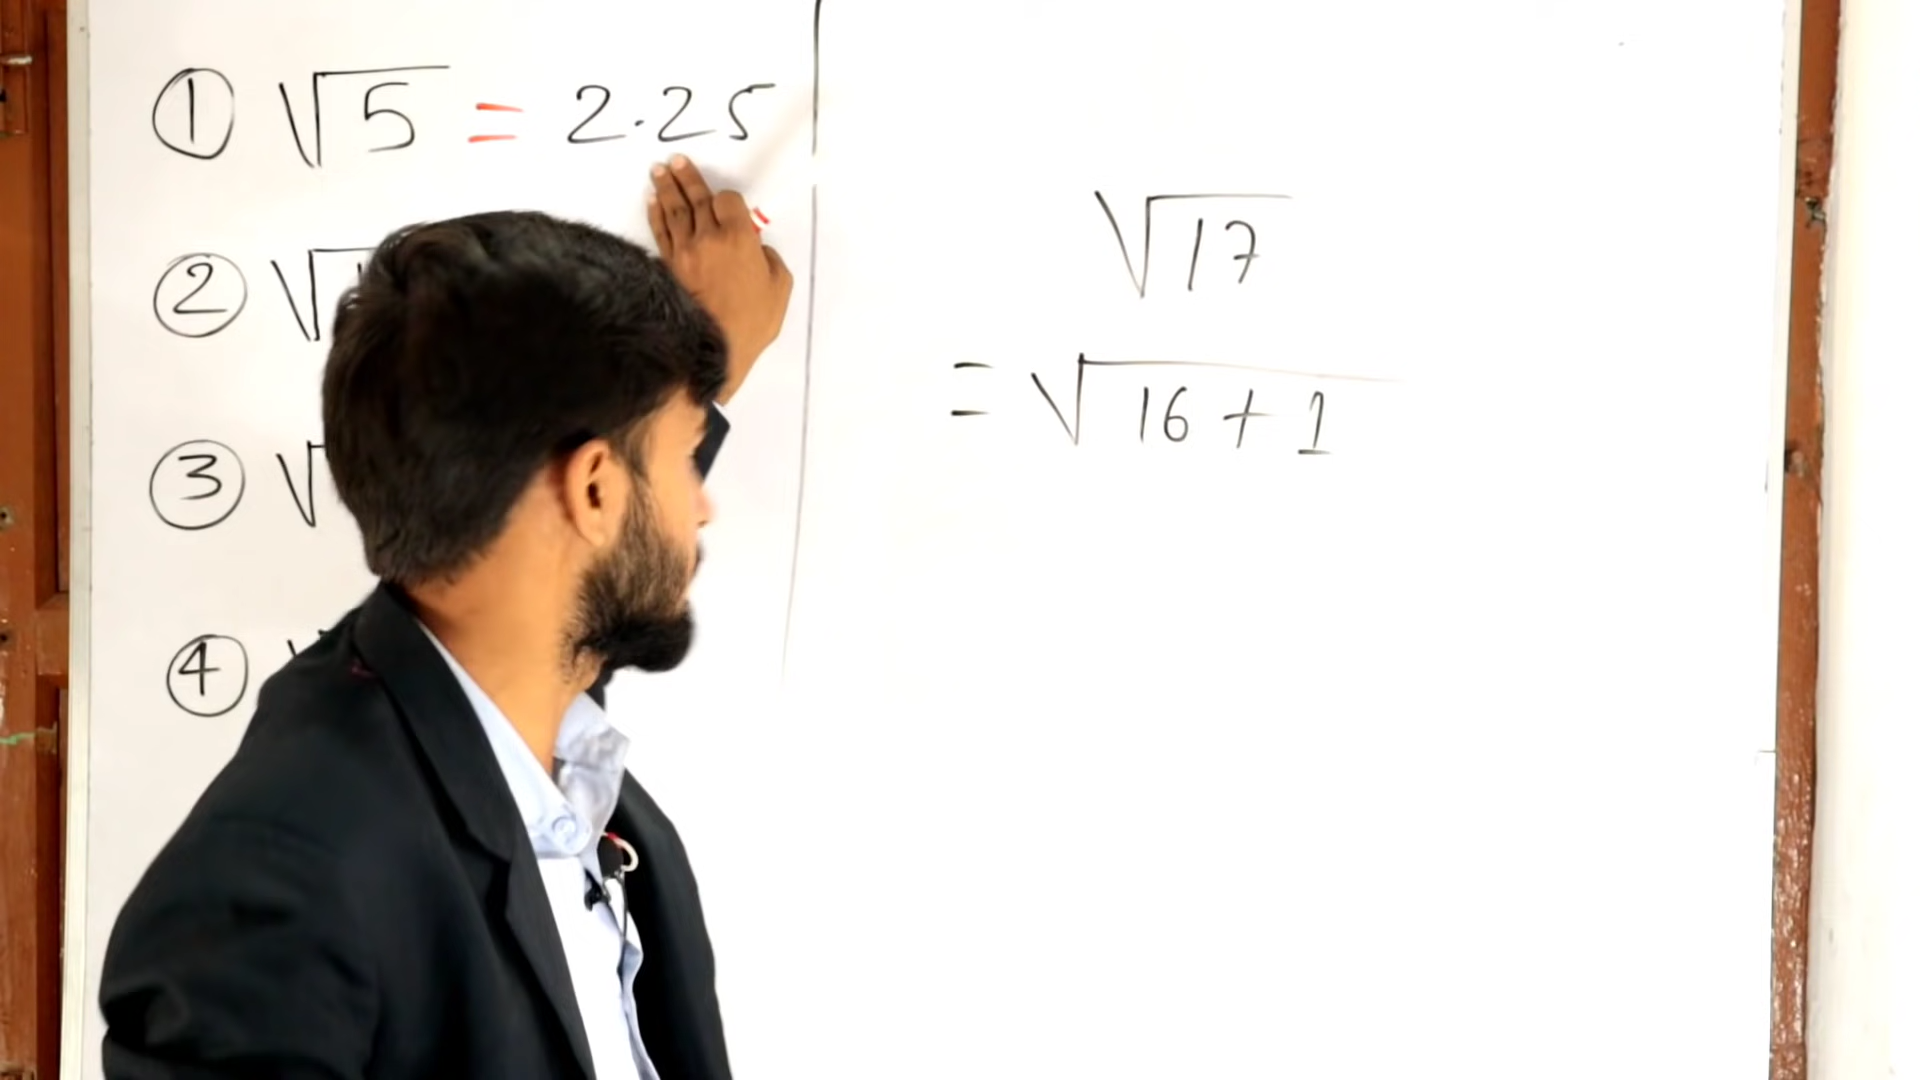 ① √5 = 2.25
② √
③ √
④
√17
= √16 + 1